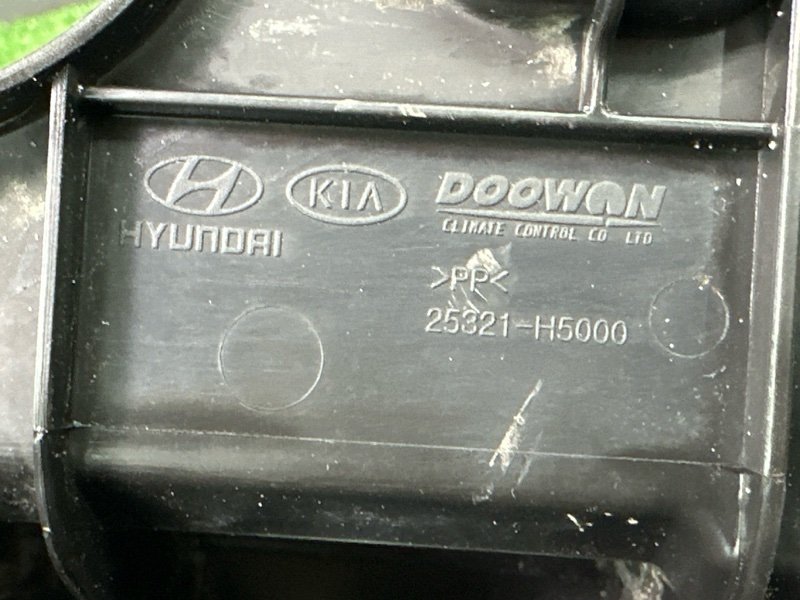 HYUNDAI
KIA
DOOWON
CLIMATE CONTROL CO LTD
>PP<
25321-H5000